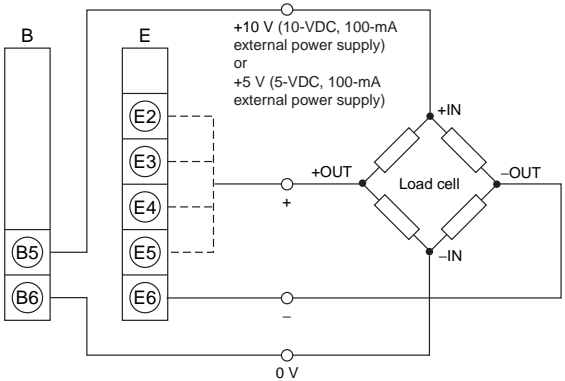 B
E
+10 V (10-VDC, 100-mA
external power supply)
or
+5 V (5-VDC, 100-mA
external power supply)
E2
+IN
E3
+OUT
–OUT
Load cell
E4
+
B5
E5
–IN
B6
E6
–
0 V